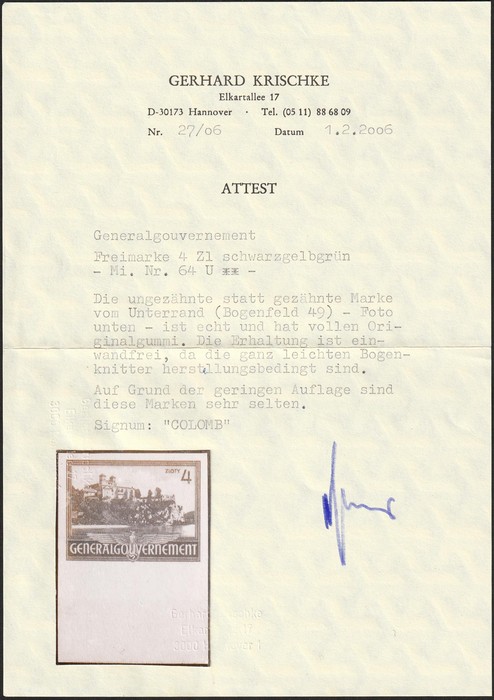 GERHARD KRISCHKE
Elkartallee 17
D-30173 Hannover · Tel. (05 11) 88 68 09
Nr. 27/06 Datum 1.2.2006
ATTEST
Generalgouvernement
Freimarke 4 Zl schwarzgelbgrün
- Mi. Nr. 64 U ** -
Die ungezähnte statt gezähnte Marke
vom Unterrand (Bogenfeld 49) - Foto
unten - ist echt und hat vollen Ori-
ginalgummi. Die Erhaltung ist ein-
wandfrei, da die ganz leichten Bogen-
knitter herstellungsbedingt sind.
Auf Grund der geringen Auflage sind
diese Marken sehr selten.
Signum: "COLOMB"
ZŁOTY 4
GENERALGOUVERNEMENT